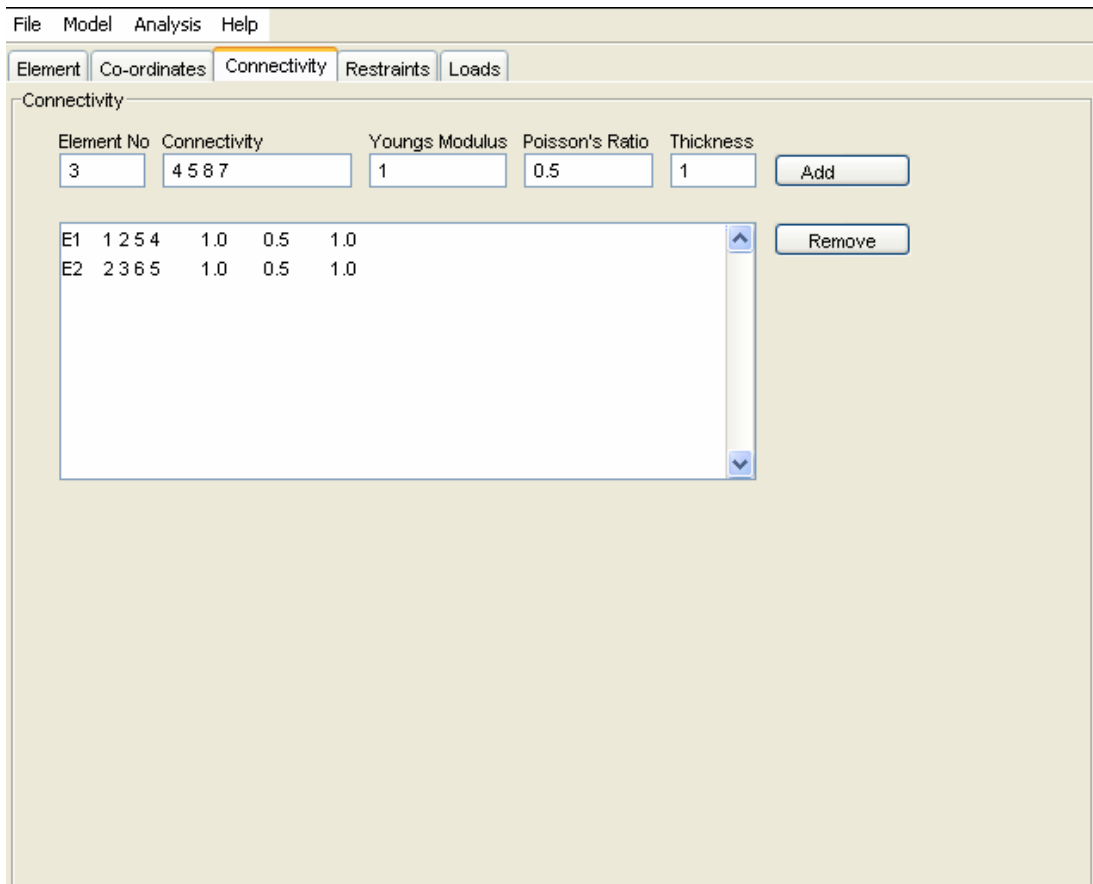 File Model Analysis Help
Element Co-ordinates Connectivity Restraints Loads
Connectivity
Element No Connectivity Youngs Modulus Poisson's Ratio Thickness
3 4 5 8 7 1 0.5 1 Add
E1 1 2 5 4 1.0 0.5 1.0 Remove
E2 2 3 6 5 1.0 0.5 1.0